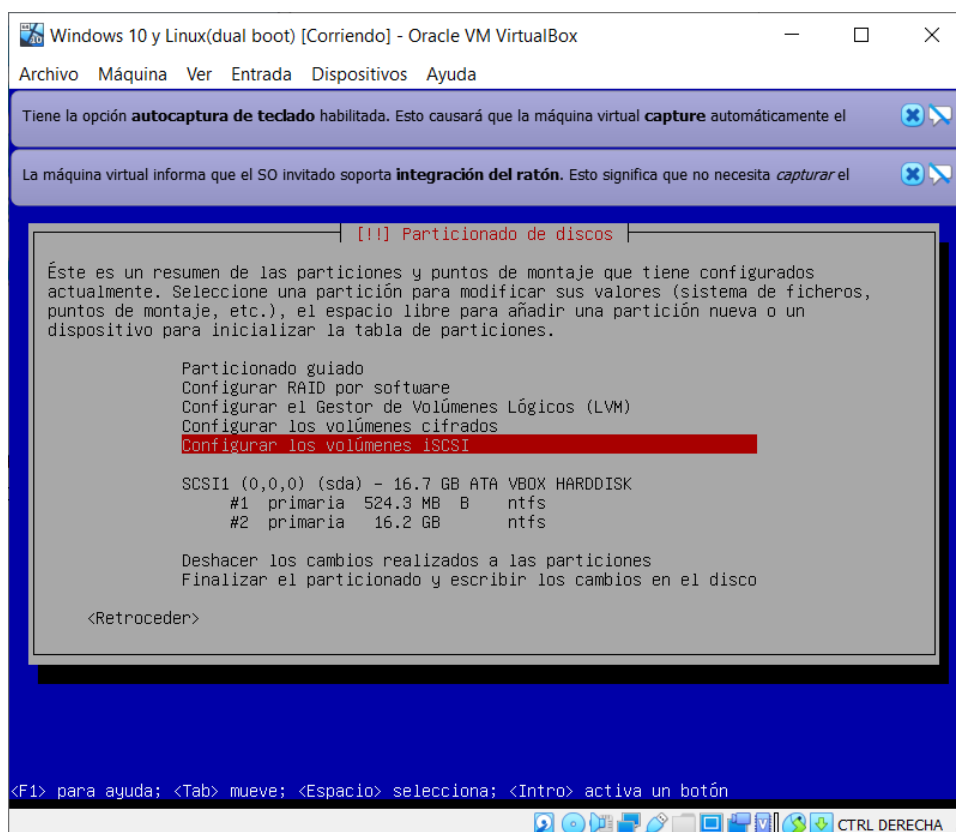 Windows 10 y Linux(dual boot) [Corriendo] - Oracle VM VirtualBox
Archivo Máquina Ver Entrada Dispositivos Ayuda
Tiene la opción autocaptura de teclado habilitada. Esto causará que la máquina virtual capture automáticamente el
La máquina virtual informa que el SO invitado soporta integración del ratón. Esto significa que no necesita capturar el
[!!] Particionado de discos
Éste es un resumen de las particiones y puntos de montaje que tiene configurados
actualmente. Seleccione una partición para modificar sus valores (sistema de ficheros,
puntos de montaje, etc.), el espacio libre para añadir una partición nueva o un
dispositivo para inicializar la tabla de particiones.
Particionado guiado
Configurar RAID por software
Configurar el Gestor de Volúmenes Lógicos (LVM)
Configurar los volúmenes cifrados
Configurar los volúmenes iSCSI
SCSI1 (0,0,0) (sda) - 16.7 GB ATA VBOX HARDDISK
#1 primaria 524.3 MB B ntfs
#2 primaria 16.2 GB ntfs
Deshacer los cambios realizados a las particiones
Finalizar el particionado y escribir los cambios en el disco
<Retroceder>
<F1> para ayuda; <Tab> mueve; <Espacio> selecciona; <Intro> activa un botón
CTRL DERECHA